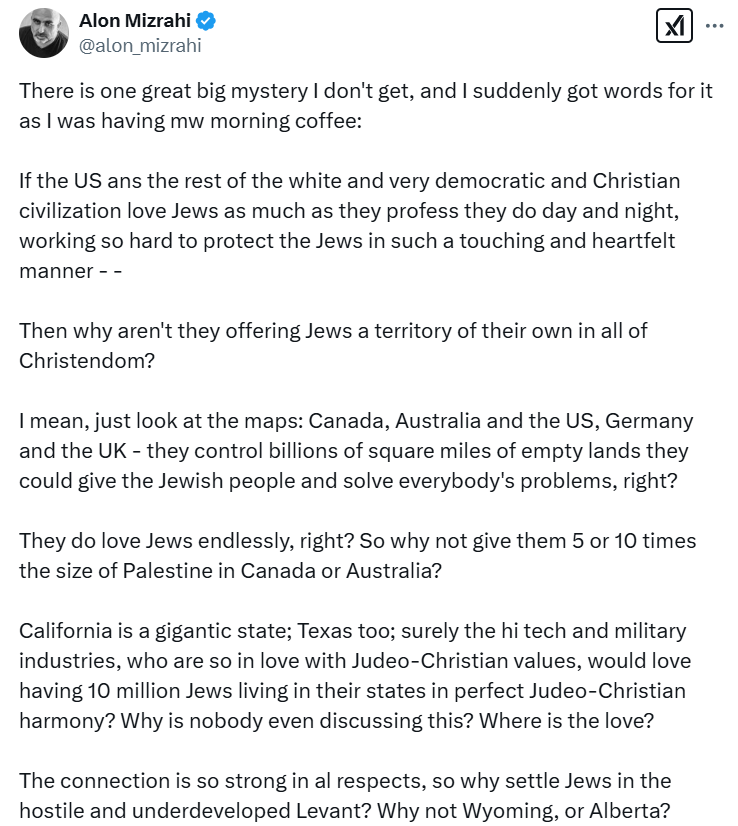 Alon Mizrahi
@alon_mizrahi
There is one great big mystery I don't get, and I suddenly got words for it
as I was having mw morning coffee:
If the US ans the rest of the white and very democratic and Christian
civilization love Jews as much as they profess they do day and night,
working so hard to protect the Jews in such a touching and heartfelt
manner - -
Then why aren't they offering Jews a territory of their own in all of
Christendom?
I mean, just look at the maps: Canada, Australia and the US, Germany
and the UK - they control billions of square miles of empty lands they
could give the Jewish people and solve everybody's problems, right?
They do love Jews endlessly, right? So why not give them 5 or 10 times
the size of Palestine in Canada or Australia?
California is a gigantic state; Texas too; surely the hi tech and military
industries, who are so in love with Judeo-Christian values, would love
having 10 million Jews living in their states in perfect Judeo-Christian
harmony? Why is nobody even discussing this? Where is the love?
The connection is so strong in al respects, so why settle Jews in the
hostile and underdeveloped Levant? Why not Wyoming, or Alberta?